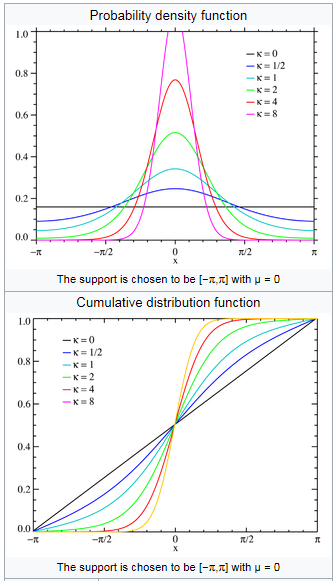 Probability density function
1.0
0.8
0.6
0.4
0.2
0.0
κ = 0
κ = 1/2
κ = 1
κ = 2
κ = 4
κ = 8
−π −π/2 0 π/2 π
x
The support is chosen to be [−π,π] with μ = 0
Cumulative distribution function
1.0
0.8
0.6
0.4
0.2
0.0
κ = 0
κ = 1/2
κ = 1
κ = 2
κ = 4
κ = 8
−π −π/2 0 π/2 π
x
The support is chosen to be [−π,π] with μ = 0